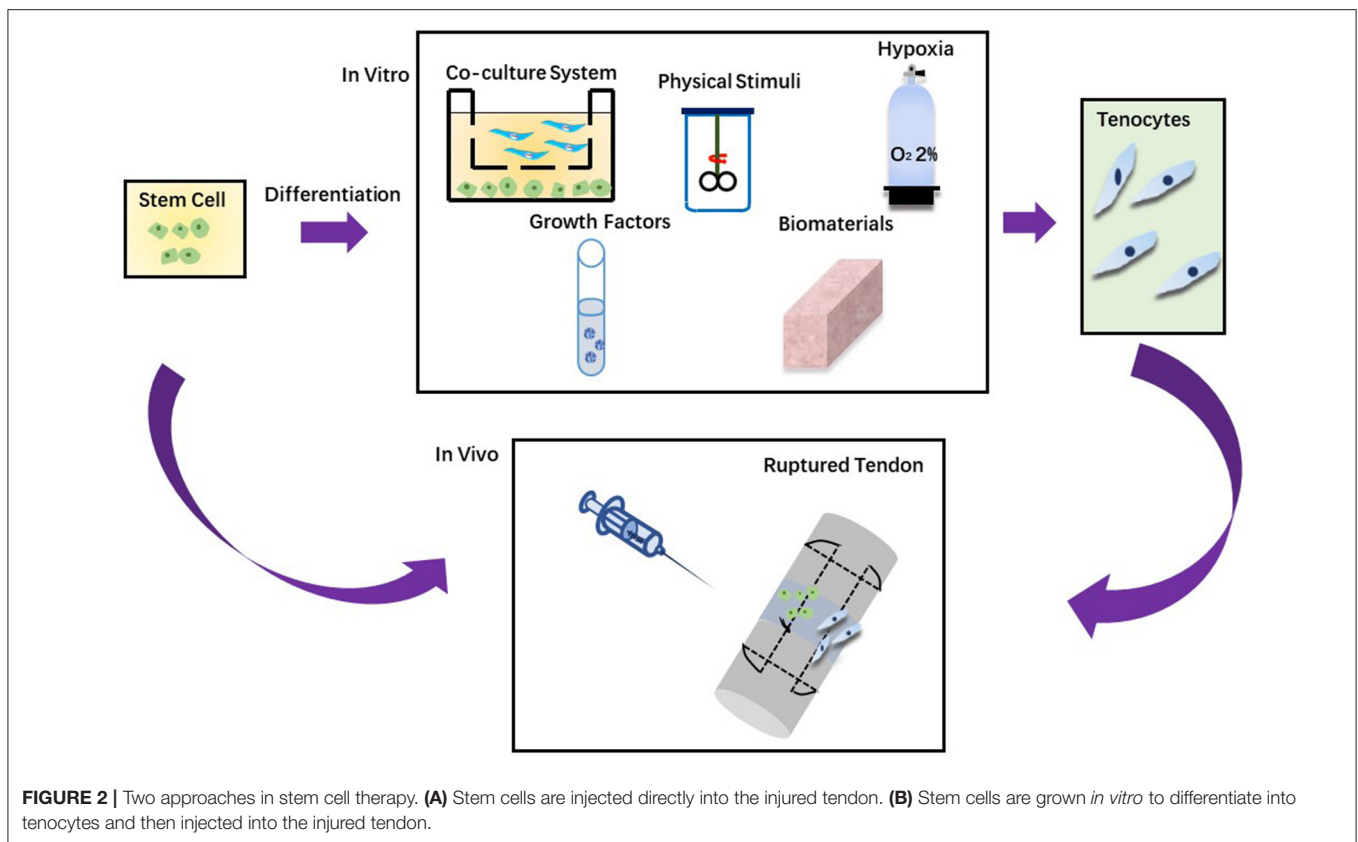 In Vitro
Co-culture System
Physical Stimuli
Hypoxia
O₂ 2%
Stem Cell
Differentiation
Growth Factors
Biomaterials
Tenocytes
In Vivo
Ruptured Tendon
FIGURE 2 | Two approaches in stem cell therapy. (A) Stem cells are injected directly into the injured tendon. (B) Stem cells are grown in vitro to differentiate into
tenocytes and then injected into the injured tendon.